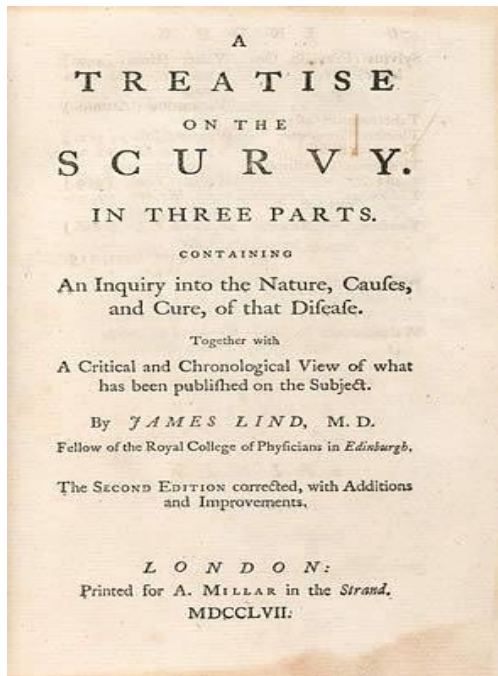 A
TREATISE
ON THE
SCURVY.
IN THREE PARTS.
CONTAINING
An Inquiry into the Nature, Cauſes,
and Cure, of that Diſeaſe.
Together with
A Critical and Chronological View of what
has been publiſhed on the Subject.
By JAMES LIND, M. D.
Fellow of the Royal College of Phyſicians in Edinburgh.
The SECOND EDITION corrected, with Additions
and Improvements.
LONDON:
Printed for A. MILLAR in the Strand.
MDCCLVII.